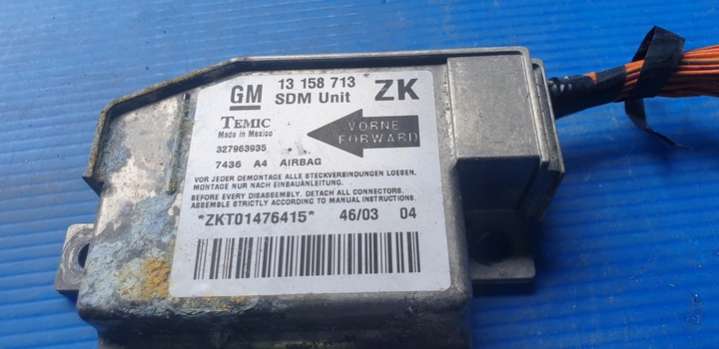 GM 13 158 713 ZK
SDM Unit
TEMIC
Made in Mexico
327963935
VORNE
FORWARD
7436 A4 AIRBAG
VOR JEDER DEMONTAGE ALLE STECKVERBINDUNGEN LOESEN.
MONTAGE NUR NACH EINBAUANLEITUNG.
BEFORE EVERY DISASSEMBLY, DETACH ALL CONNECTORS.
ASSEMBLE STRICTLY ACCORDING TO MANUAL INSTRUCTIONS.
*ZKT01476415* 46/03 04